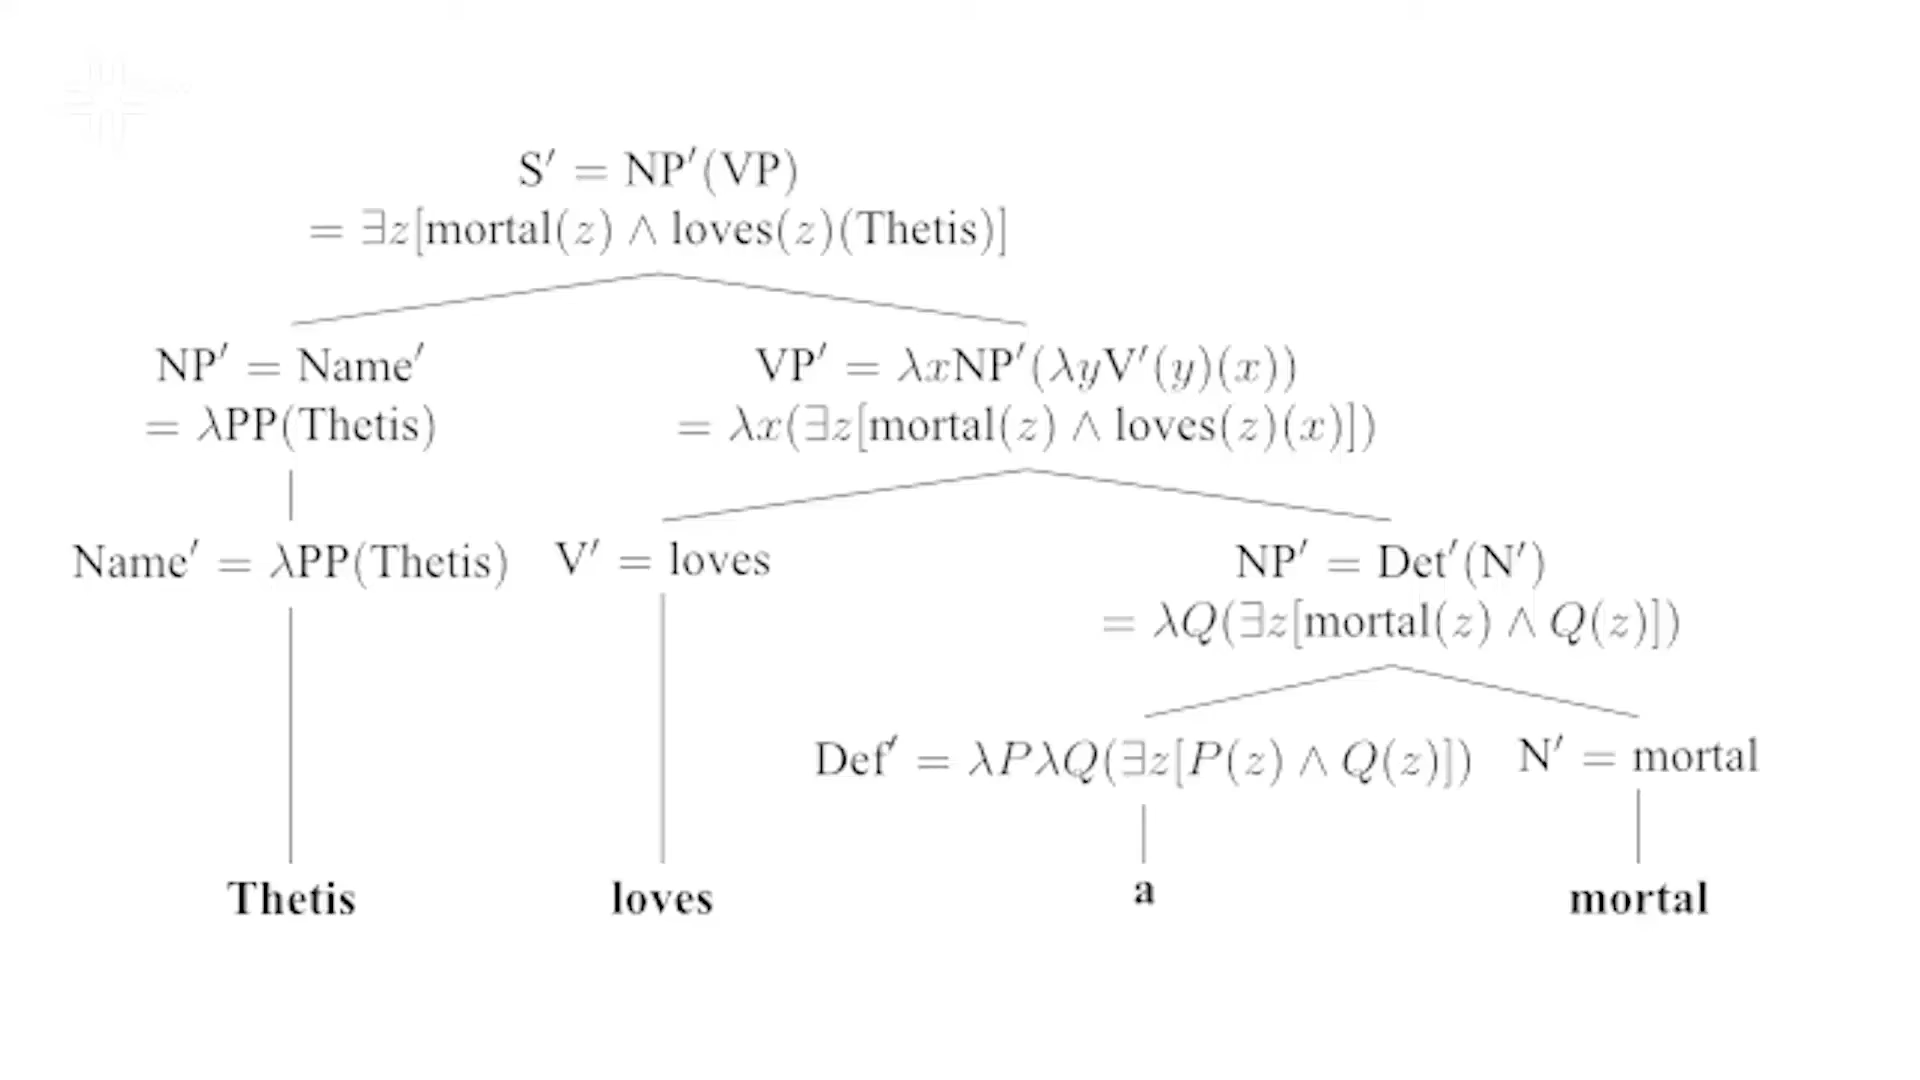 S′ = NP′(VP)
= ∃z[mortal(z) ∧ loves(z)(Thetis)]
NP′ = Name′
= λPP(Thetis)
VP′ = λxNP′(λyV′(y)(x))
= λx(∃z[mortal(z) ∧ loves(z)(x)])
Name′ = λPP(Thetis)
V′ = loves
NP′ = Det′(N′)
= λQ(∃z[mortal(z) ∧ Q(z)])
Def′ = λPλQ(∃z[P(z) ∧ Q(z)])
N′ = mortal
Thetis
loves
a
mortal